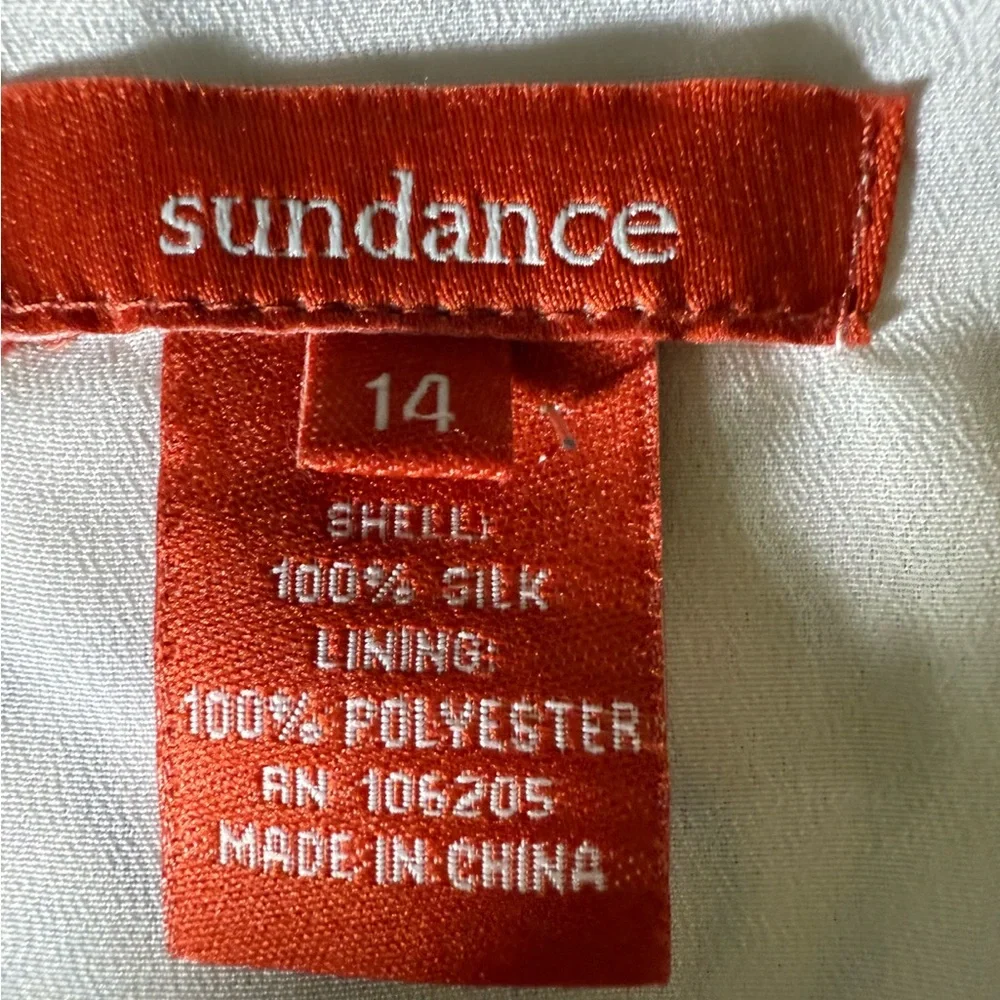 sundance
14
SHELL:
100% SILK
LINING:
100% POLYESTER
RN 106205
MADE IN CHINA